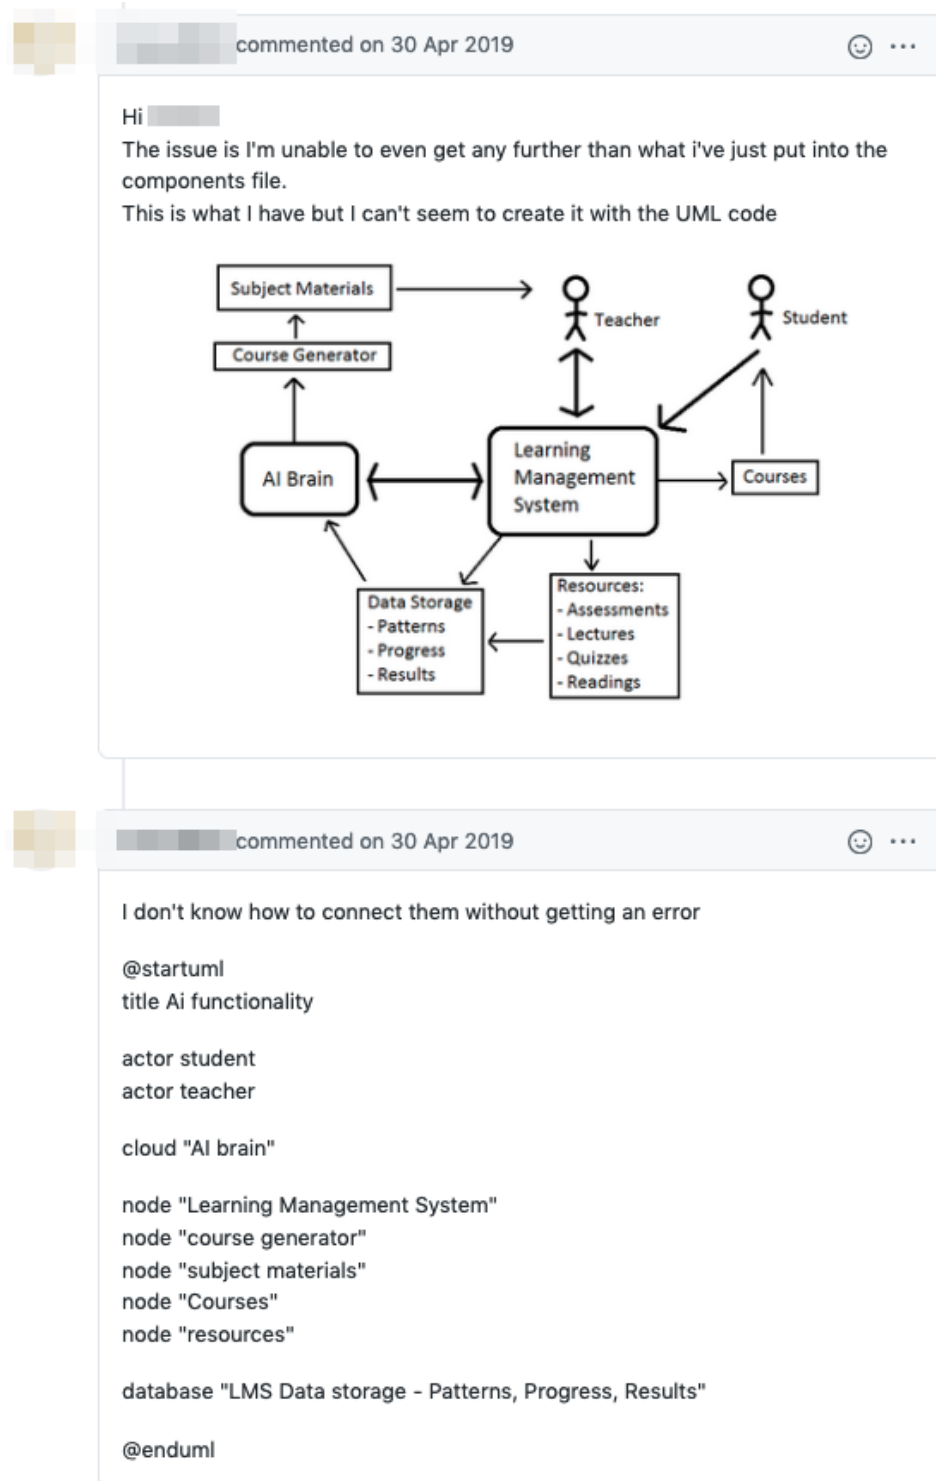 commented on 30 Apr 2019
Hi
The issue is I'm unable to even get any further than what i've just put into the
components file.
This is what I have but I can't seem to create it with the UML code
Subject Materials
Teacher
Student
Course Generator
AI Brain
Learning
Management
System
Courses
Data Storage
- Patterns
- Progress
- Results
Resources:
- Assessments
- Lectures
- Quizzes
- Readings
commented on 30 Apr 2019
I don't know how to connect them without getting an error
@startuml
title Ai functionality
actor student
actor teacher
cloud "AI brain"
node "Learning Management System"
node "course generator"
node "subject materials"
node "Courses"
node "resources"
database "LMS Data storage - Patterns, Progress, Results"
@enduml